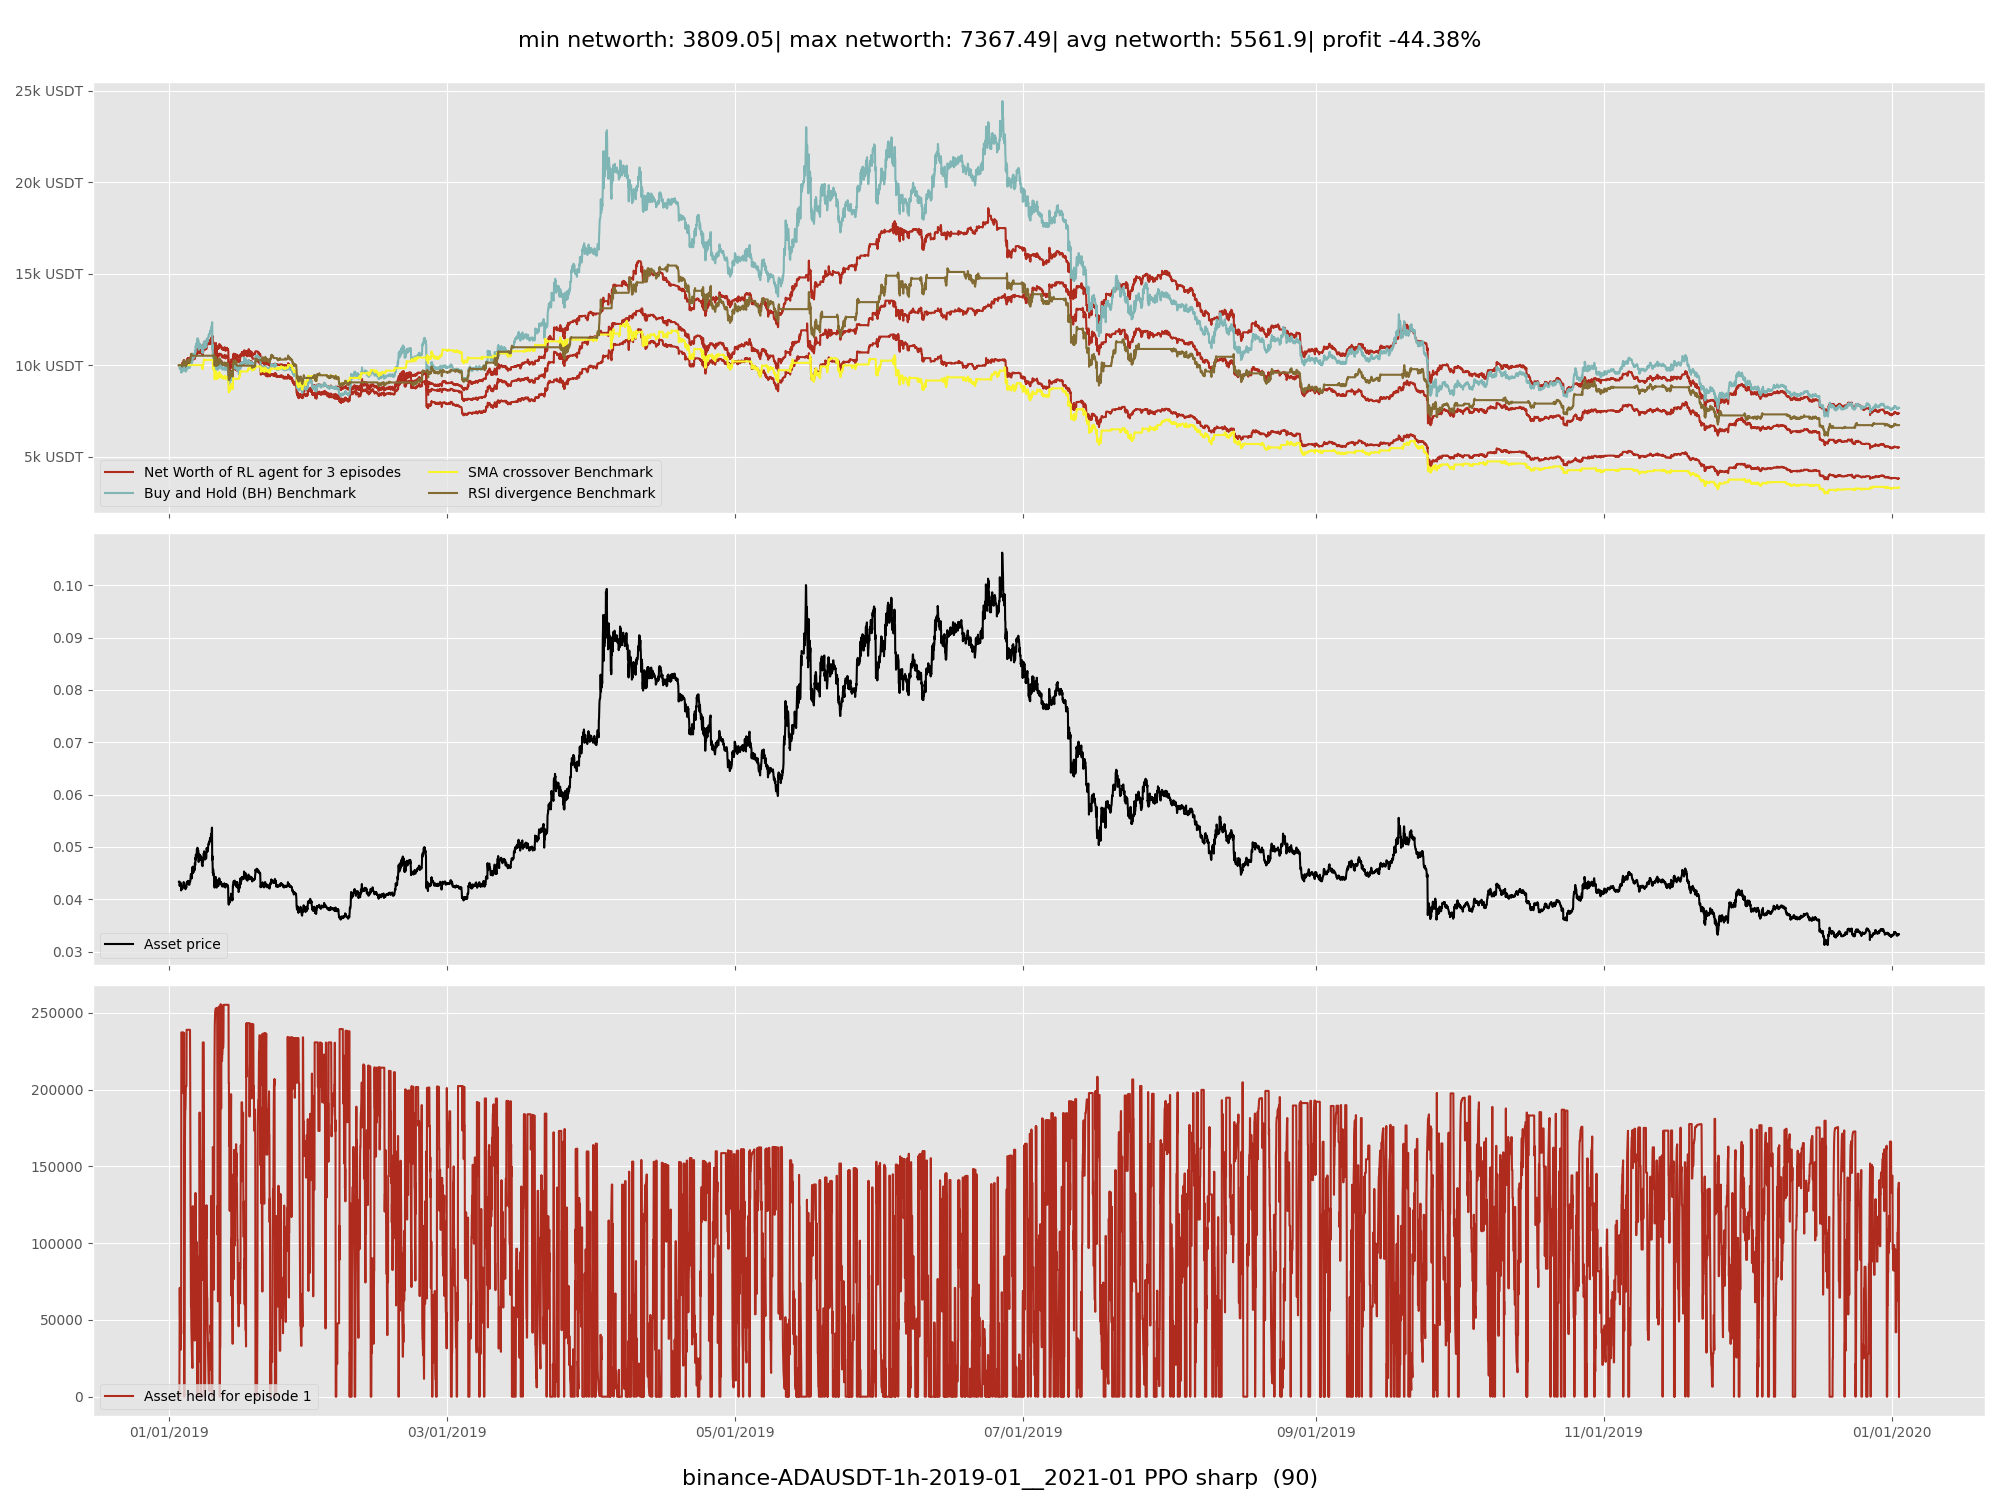 min networth: 3809.05| max networth: 7367.49| avg networth: 5561.9| profit -44.38%
25k USDT
20k USDT
15k USDT
10k USDT
5k USDT
Net Worth of RL agent for 3 episodes
Buy and Hold (BH) Benchmark
SMA crossover Benchmark
RSI divergence Benchmark
0.10
0.09
0.08
0.07
0.06
0.05
0.04
0.03
Asset price
250000
200000
150000
100000
50000
0
Asset held for episode 1
01/01/2019
03/01/2019
05/01/2019
07/01/2019
09/01/2019
11/01/2019
01/01/2020
binance-ADAUSDT-1h-2019-01__2021-01 PPO sharp  (90)